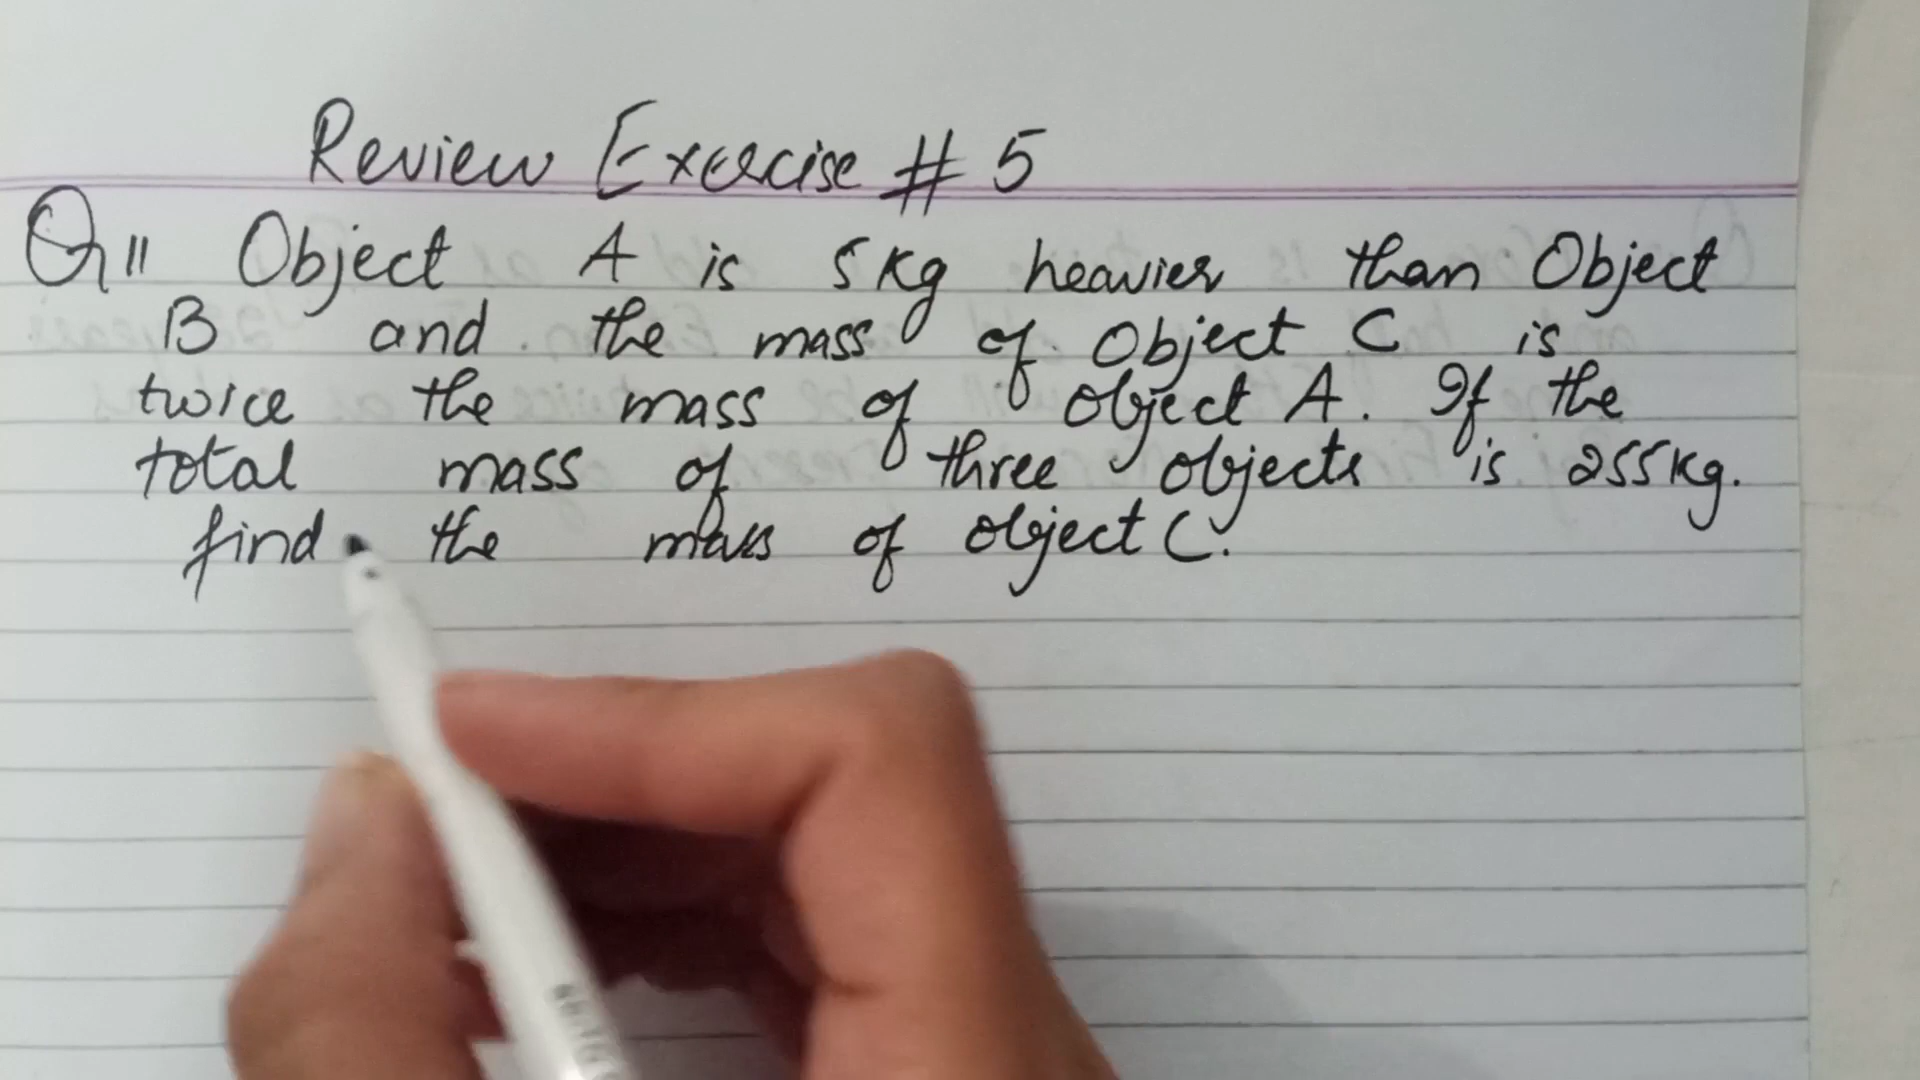 Review Exercise # 5
Q11 Object A is 5kg heavier than Object
B and the mass of Object C is
twice the mass of object A. If the
total mass of three objects is 255kg.
find the mass of object C.